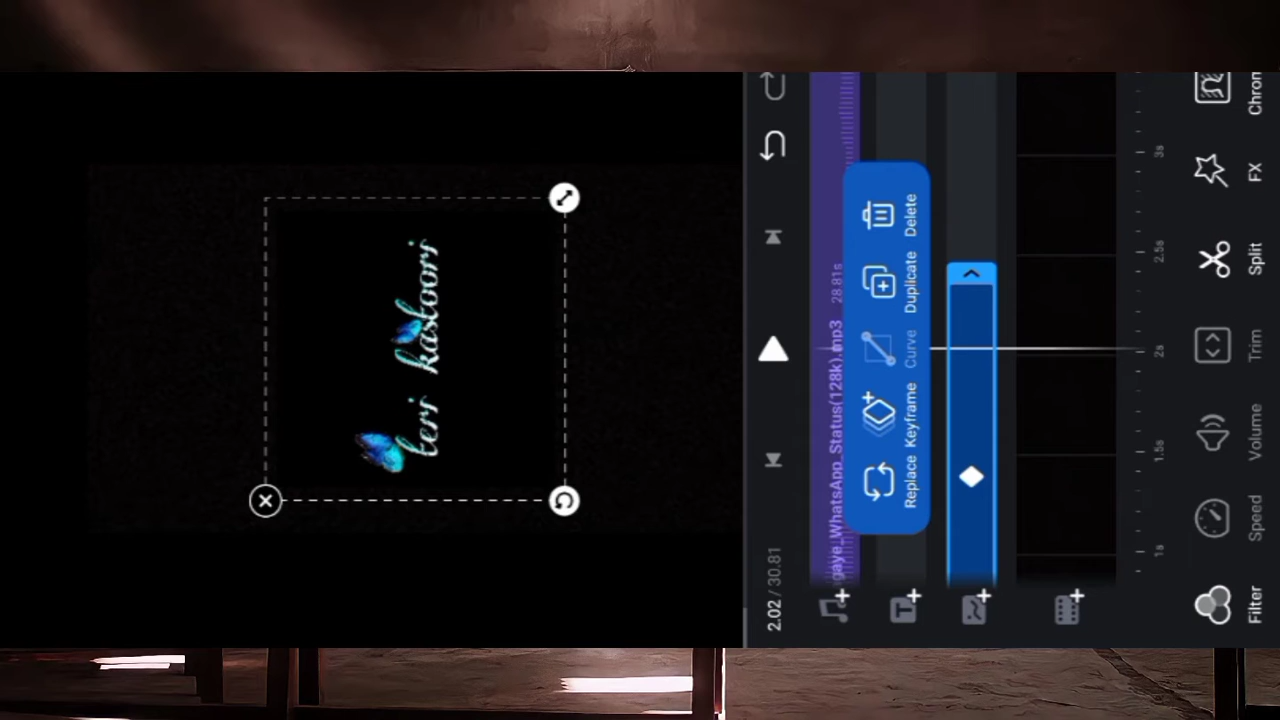 teri kastoori
2.02 / 30.81
gaye_WhatsApp_Status(128k).mp3 28.81s
Replace Keyframe Curve Duplicate Delete
1s 1.5s 2s 2.5s 3s
Filter Speed Volume Trim Split FX Chrom